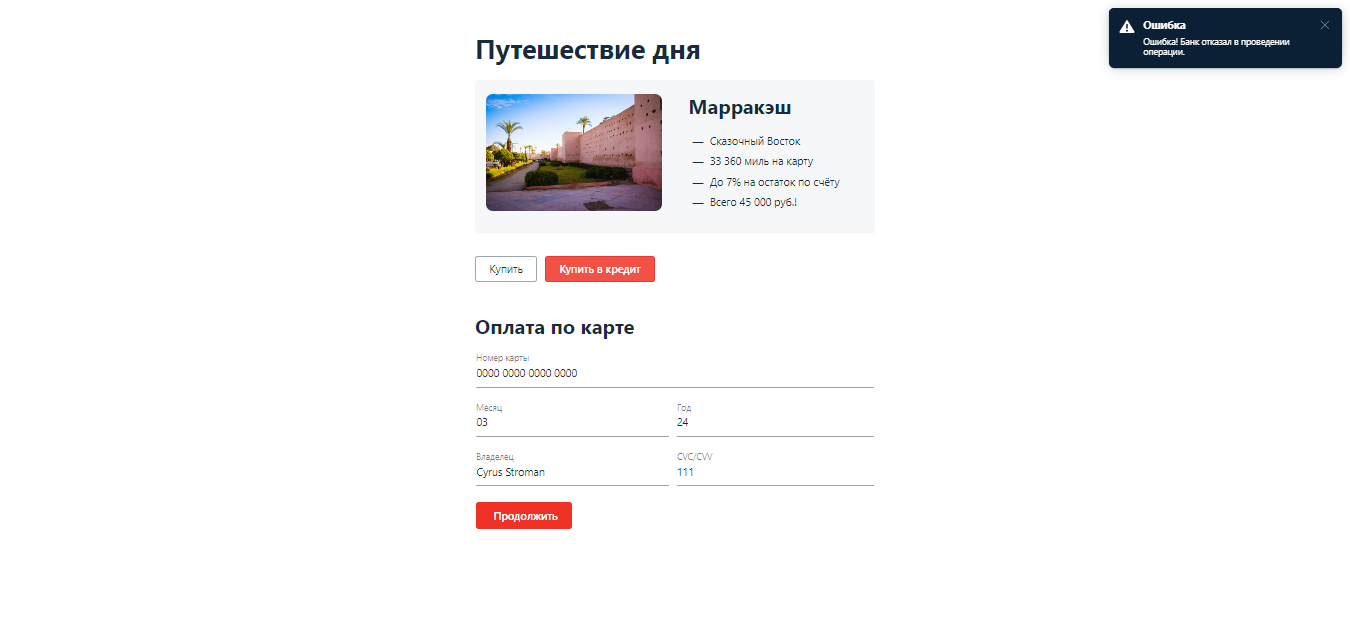 Ошибка
Ошибка! Банк отказал в проведении
операции.
Путешествие дня
Марракэш
— Сказочный Восток
— 33 360 миль на карту
— До 7% на остаток по счёту
— Всего 45 000 руб.!
Купить
Купить в кредит
Оплата по карте
Номер карты
0000 0000 0000 0000
Месяц
Год
03
24
Владелец
CVC/CVV
Cyrus Stroman
111
Продолжить